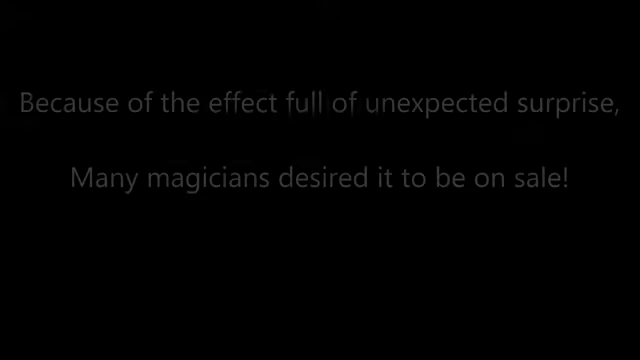 Because of the effect full of unexpected surprise,
Many magicians desired it to be on sale!